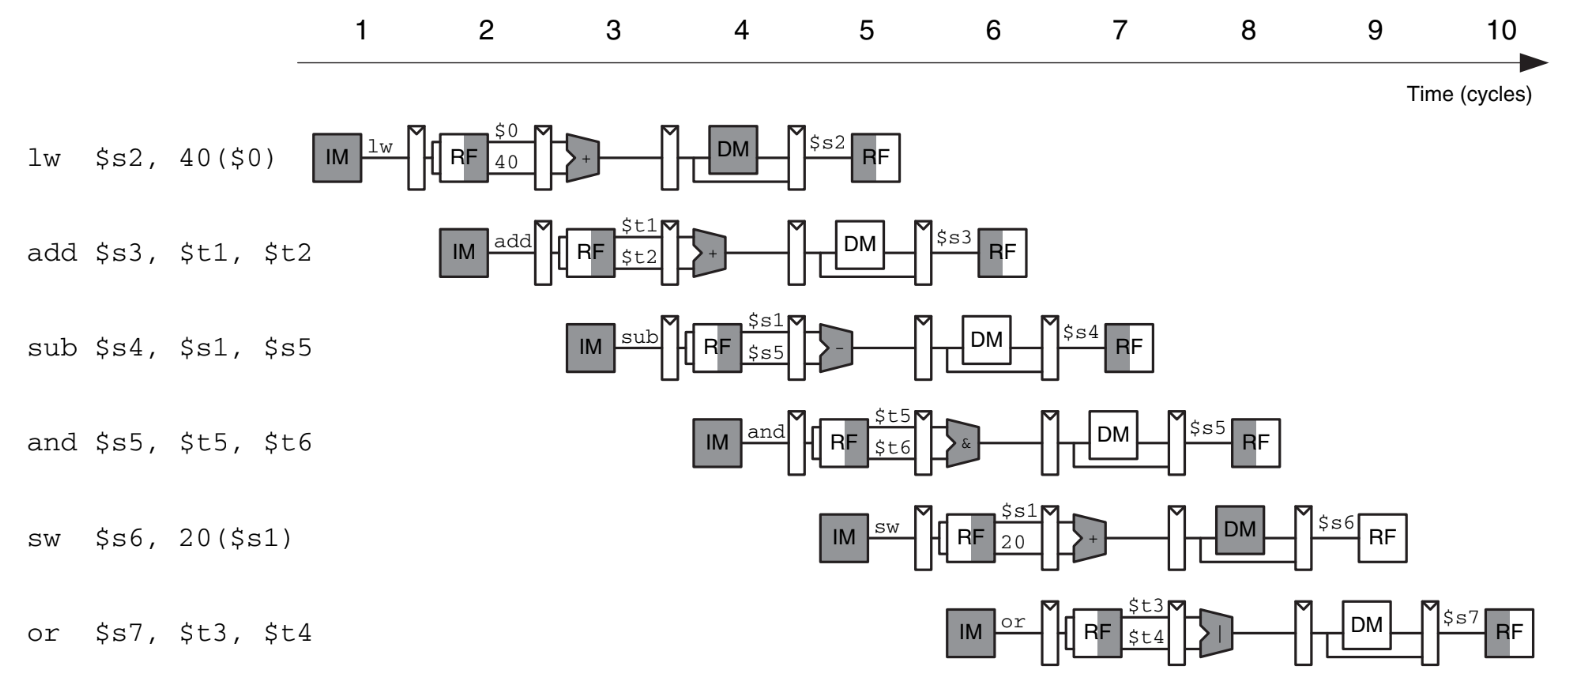 1 2 3 4 5 6 7 8 9 10
Time (cycles)
lw $s2, 40($0) IM lw RF $0 40 + DM $s2 RF
add $s3, $t1, $t2 IM add RF $t1 $t2 + DM $s3 RF
sub $s4, $s1, $s5 IM sub RF $s1 $s5 - DM $s4 RF
and $s5, $t5, $t6 IM and RF $t5 $t6 & DM $s5 RF
sw $s6, 20($s1) IM sw RF $s1 20 + DM $s6 RF
or $s7, $t3, $t4 IM or RF $t3 $t4 | DM $s7 RF